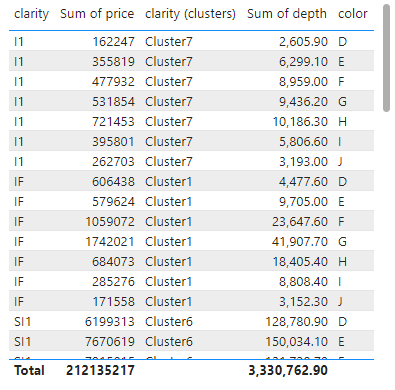 clarity Sum of price clarity (clusters) Sum of depth color
I1 162247 Cluster7 2,605.90 D
I1 355819 Cluster7 6,299.10 E
I1 477932 Cluster7 8,959.00 F
I1 531854 Cluster7 9,436.20 G
I1 721453 Cluster7 10,186.30 H
I1 395801 Cluster7 5,806.60 I
I1 262703 Cluster7 3,193.00 J
IF 606438 Cluster1 4,477.60 D
IF 579624 Cluster1 9,705.00 E
IF 1059072 Cluster1 23,647.60 F
IF 1742021 Cluster1 41,907.70 G
IF 684073 Cluster1 18,405.40 H
IF 285276 Cluster1 8,808.40 I
IF 171558 Cluster1 3,152.30 J
SI1 6199313 Cluster6 128,780.90 D
SI1 7670619 Cluster6 150,034.10 E
Total 212135217 3,330,762.90